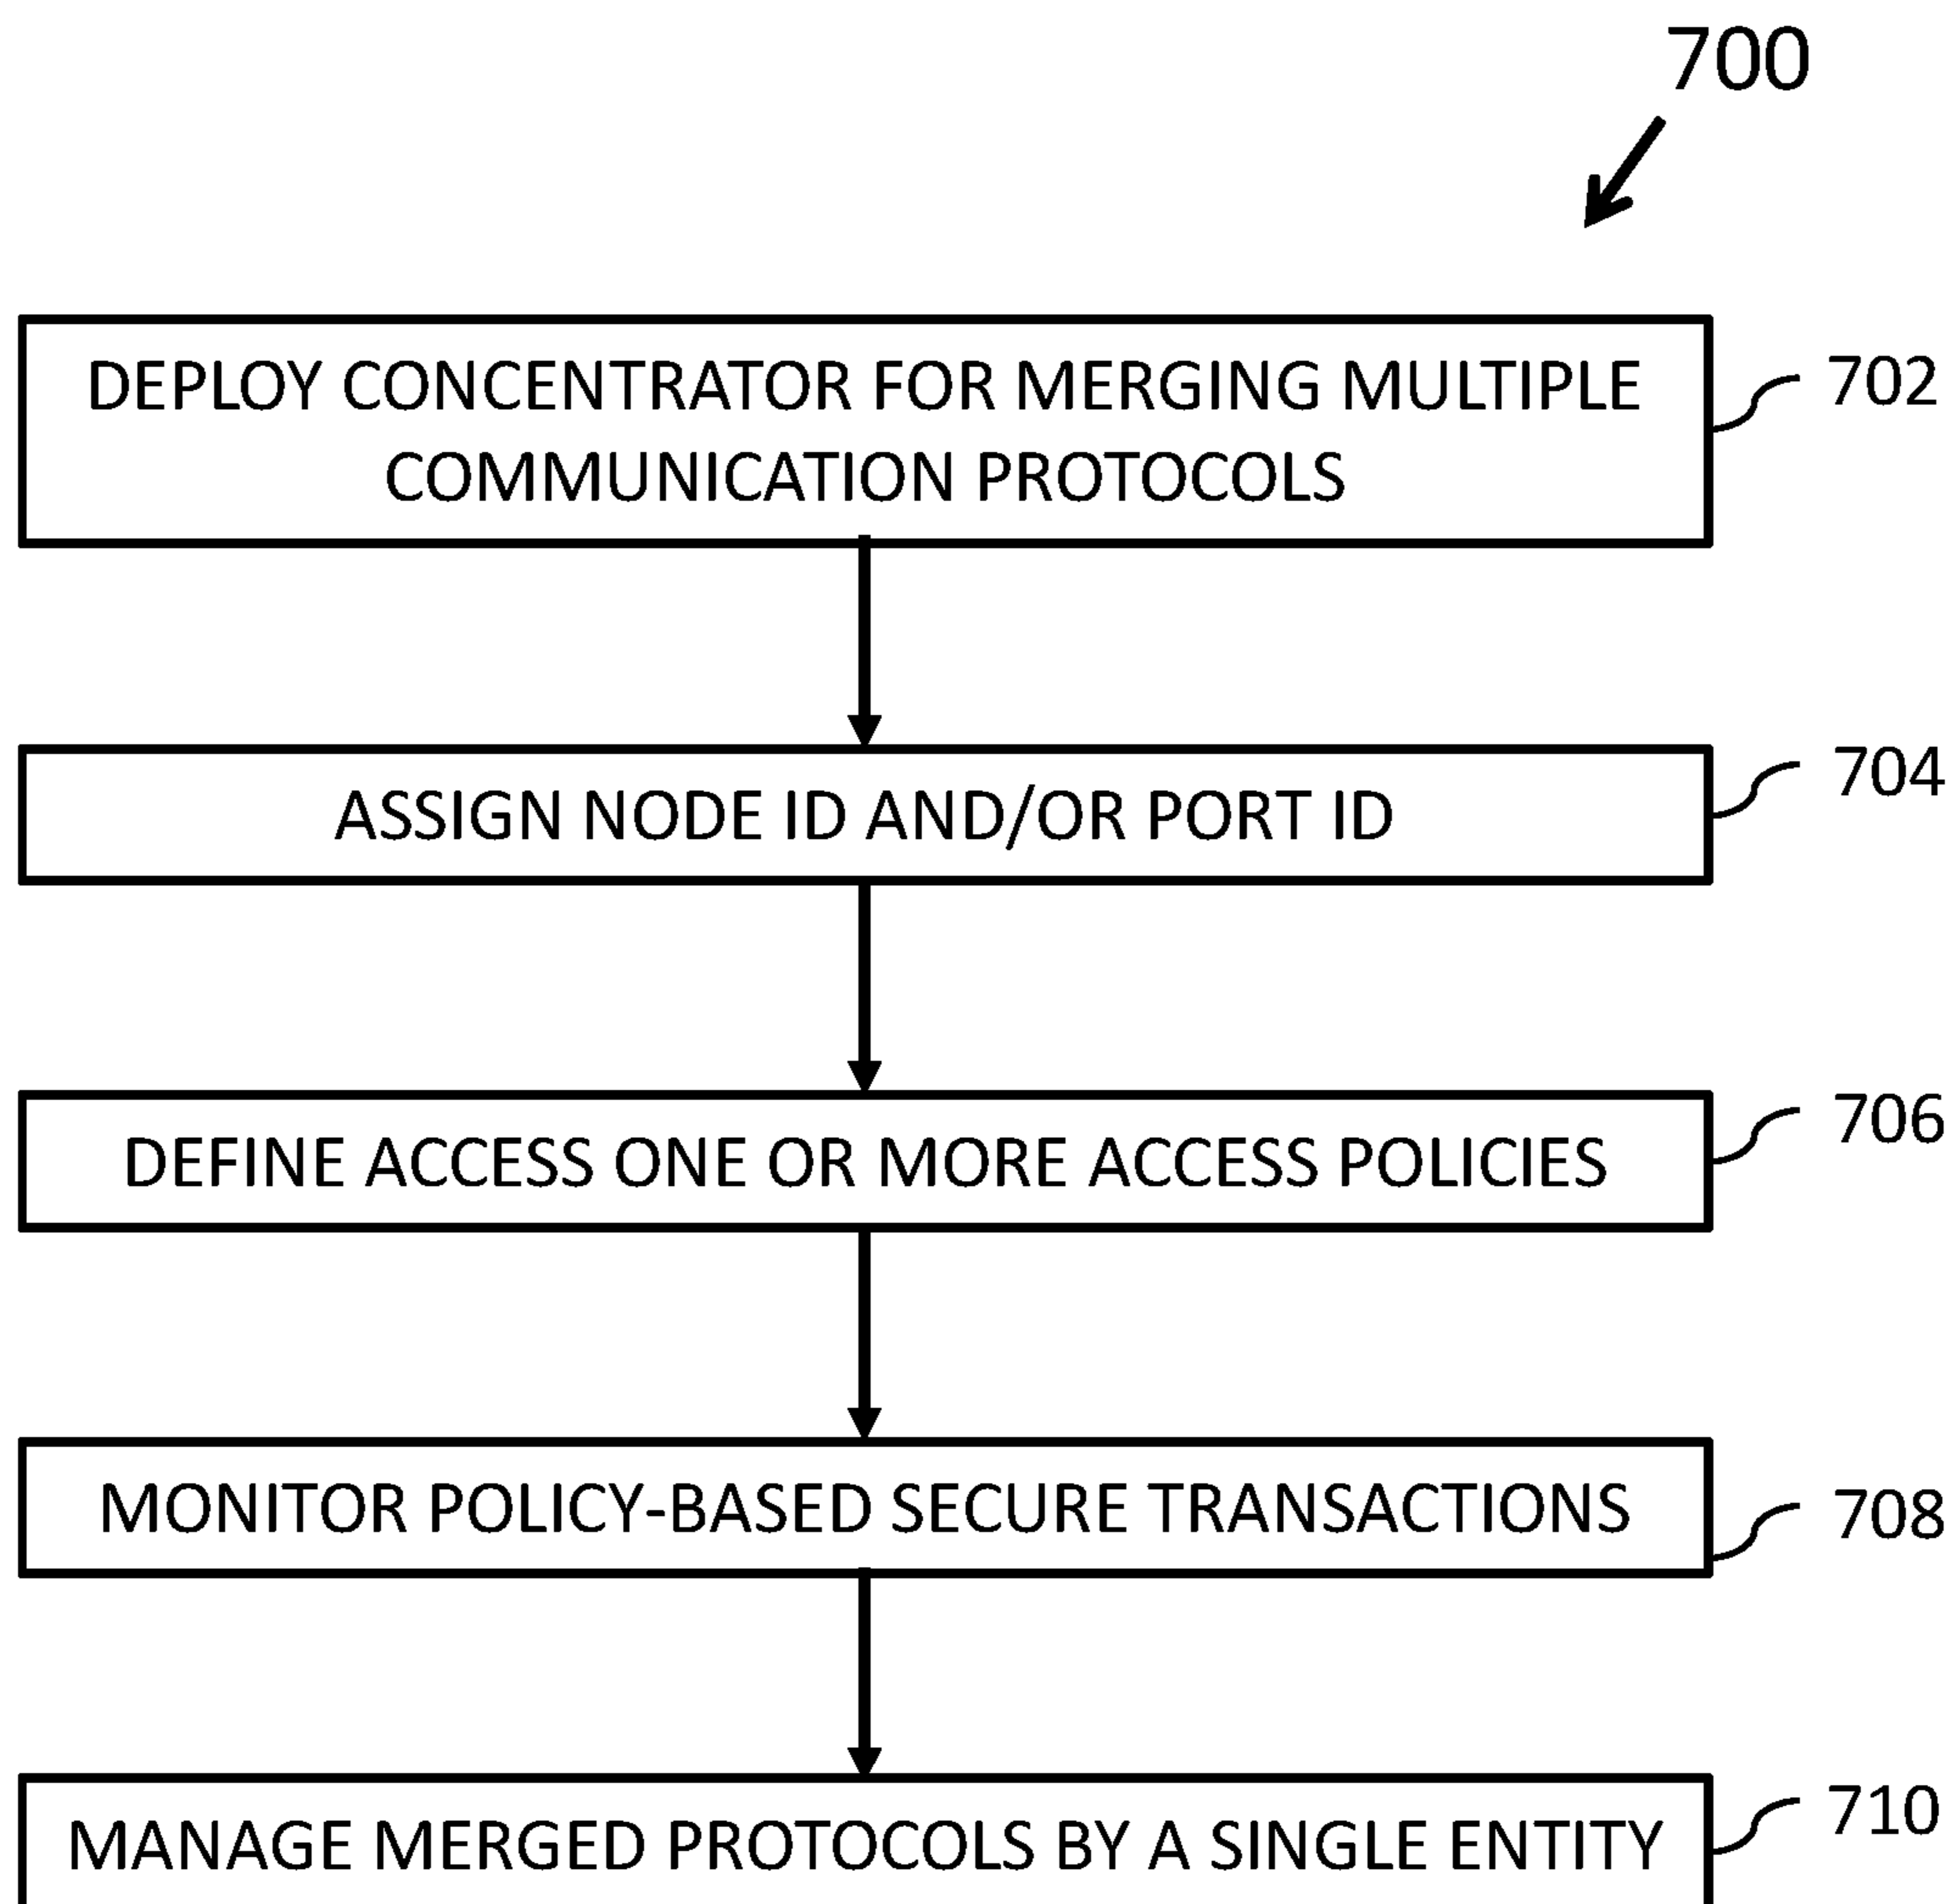 700
DEPLOY CONCENTRATOR FOR MERGING MULTIPLE
COMMUNICATION PROTOCOLS
702
ASSIGN NODE ID AND/OR PORT ID
704
DEFINE ACCESS ONE OR MORE ACCESS POLICIES
706
MONITOR POLICY-BASED SECURE TRANSACTIONS
708
MANAGE MERGED PROTOCOLS BY A SINGLE ENTITY
710